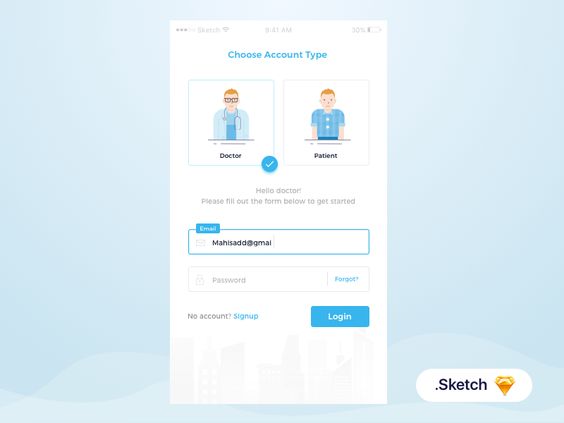 Sketch
9:41 AM
30%
Choose Account Type
Doctor
Patient
Hello doctor!
Please fill out the form below to get started
Email
Mahisadd@gmai
Password
Forgot?
No account? Signup
Login
.Sketch